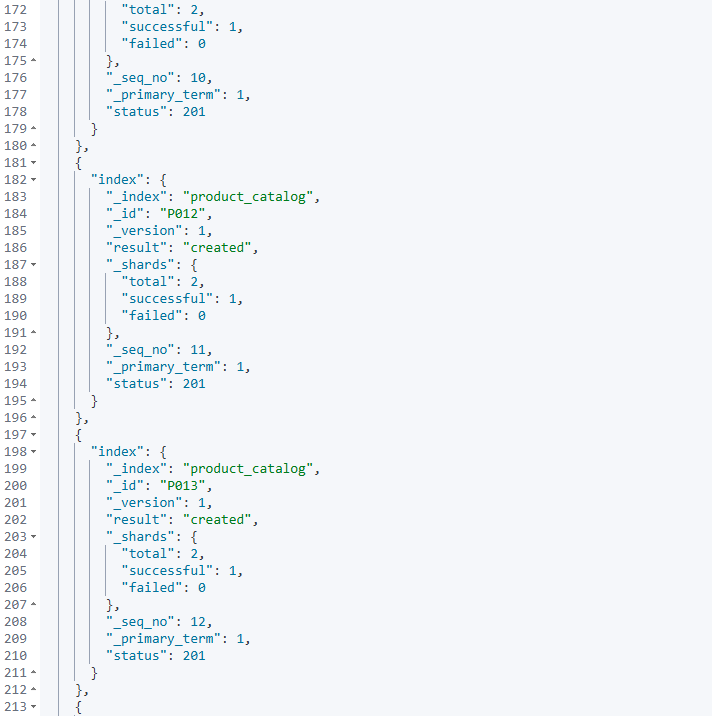 172 "total": 2,
173 "successful": 1,
174 "failed": 0
175 },
176 "_seq_no": 10,
177 "_primary_term": 1,
178 "status": 201
179 }
180 },
181 {
182 "index": {
183 "_index": "product_catalog",
184 "_id": "P012",
185 "_version": 1,
186 "result": "created",
187 "_shards": {
188 "total": 2,
189 "successful": 1,
190 "failed": 0
191 },
192 "_seq_no": 11,
193 "_primary_term": 1,
194 "status": 201
195 }
196 },
197 {
198 "index": {
199 "_index": "product_catalog",
200 "_id": "P013",
201 "_version": 1,
202 "result": "created",
203 "_shards": {
204 "total": 2,
205 "successful": 1,
206 "failed": 0
207 },
208 "_seq_no": 12,
209 "_primary_term": 1,
210 "status": 201
211 }
212 },
213 {